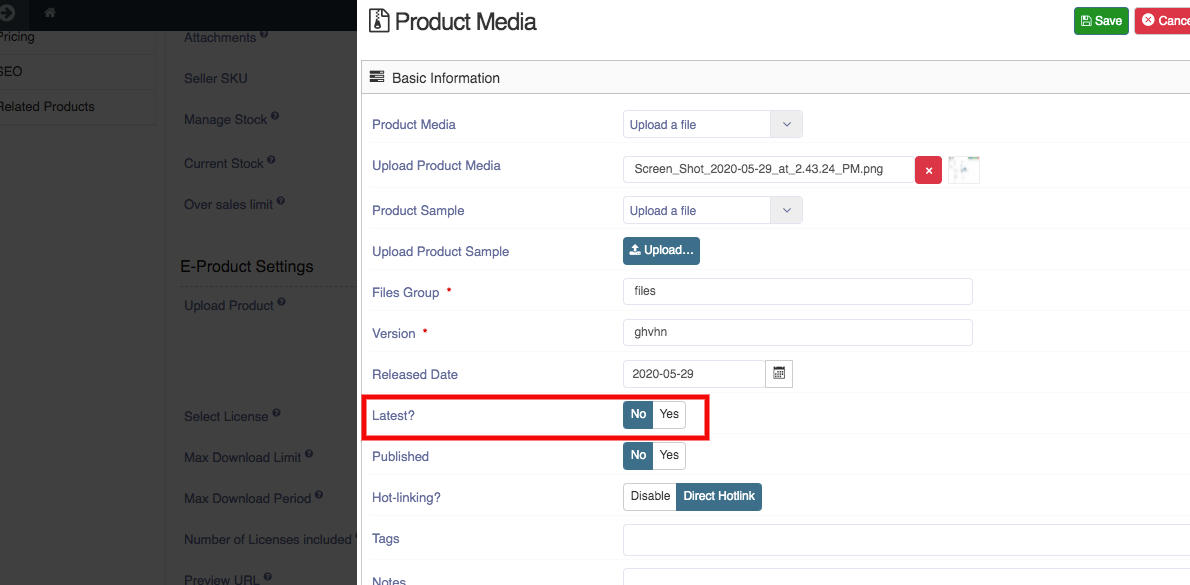 Product Media
Save
Cance
Pricing
SEO
Related Products
Attachments
Seller SKU
Manage Stock
Current Stock
Over sales limit
E-Product Settings
Upload Product
Select License
Max Download Limit
Max Download Period
Number of Licenses included
Preview URL
Basic Information
Product Media Upload a file
Upload Product Media Screen_Shot_2020-05-29_at_2.43.24_PM.png
Product Sample Upload a file
Upload Product Sample Upload...
Files Group * files
Version * ghvhn
Released Date 2020-05-29
Latest? No Yes
Published No Yes
Hot-linking? Disable Direct Hotlink
Tags
Notes